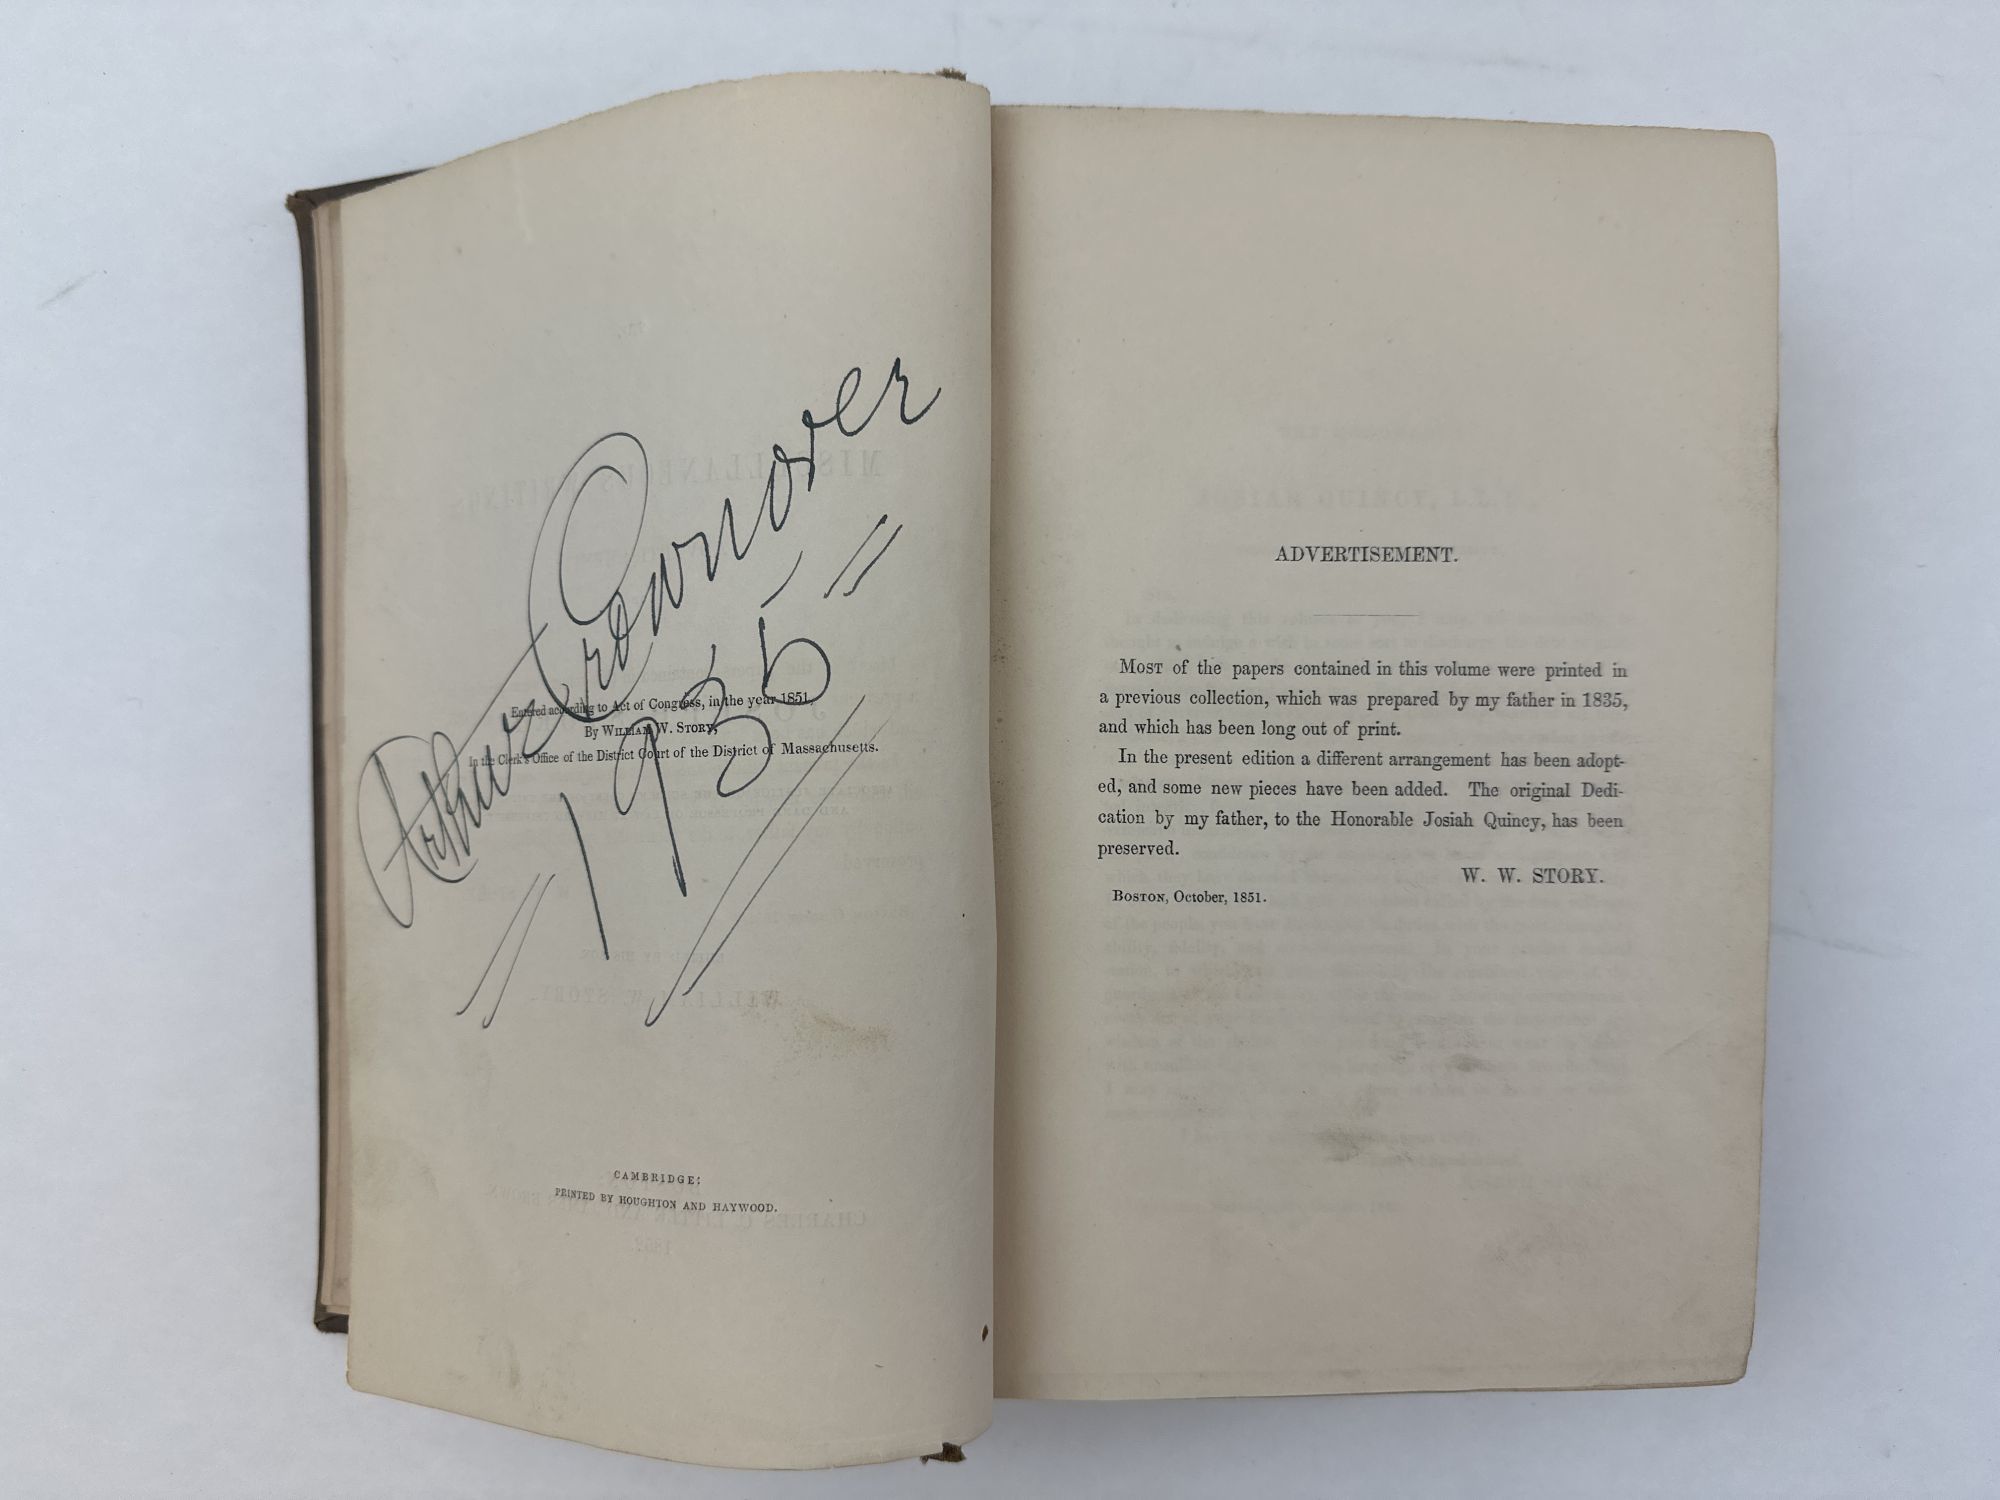 Arthur Cronover
1935
Entered according to Act of Congress, in the year 1851,
By William W. Story,
In the Clerk's Office of the District Court of the District of Massachusetts.
CAMBRIDGE:
PRINTED BY HOUGHTON AND HAYWOOD.
ADVERTISEMENT.
Most of the papers contained in this volume were printed in
a previous collection, which was prepared by my father in 1835,
and which has been long out of print.
In the present edition a different arrangement has been adopt-
ed, and some new pieces have been added. The original Dedi-
cation by my father, to the Honorable Josiah Quincy, has been
preserved.
W. W. STORY.
Boston, October, 1851.